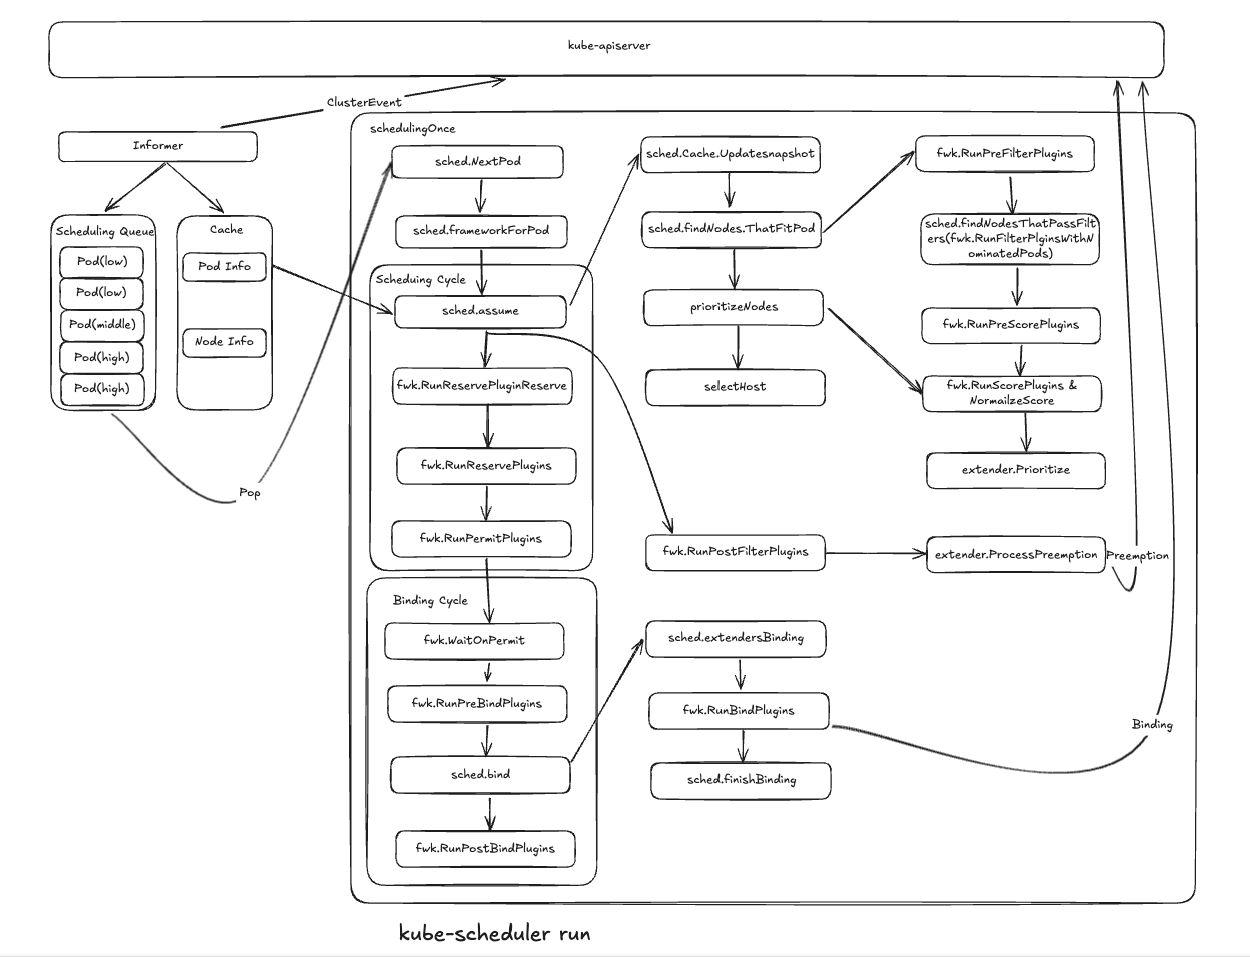 kube-apiserver
ClusterEvent
Informer
Scheduling Queue
Pod(low)
Pod(low)
Pod(middle)
Pod(high)
Pod(high)
Cache
Pod Info
Node Info
Pop
schedulingOnce
sched.NextPod
sched.frameworkForPod
Scheduing Cycle
sched.assume
fwk.RunReservePluginReserve
fwk.RunReservePlugins
fwk.RunPermitPlugins
Binding Cycle
fwk.WaitOnPermit
fwk.RunPreBindPlugins
sched.bind
fwk.RunPostBindPlugins
sched.Cache.Updatesnapshot
sched.findNodes.ThatFitPod
prioritizeNodes
selectHost
fwk.RunPostFilterPlugins
sched.extendersBinding
fwk.RunBindPlugins
sched.finishBinding
fwk.RunPreFilterPlugins
sched.findNodesThatPassFilt
ers(fwk.RunFilterPlginsWithN
ominatedPods)
fwk.RunPreScorePlugins
fwk.RunScorePlugins &
NormailzeScore
extender.Prioritize
extender.ProcessPreemption
Preemption
Binding
kube-scheduler run